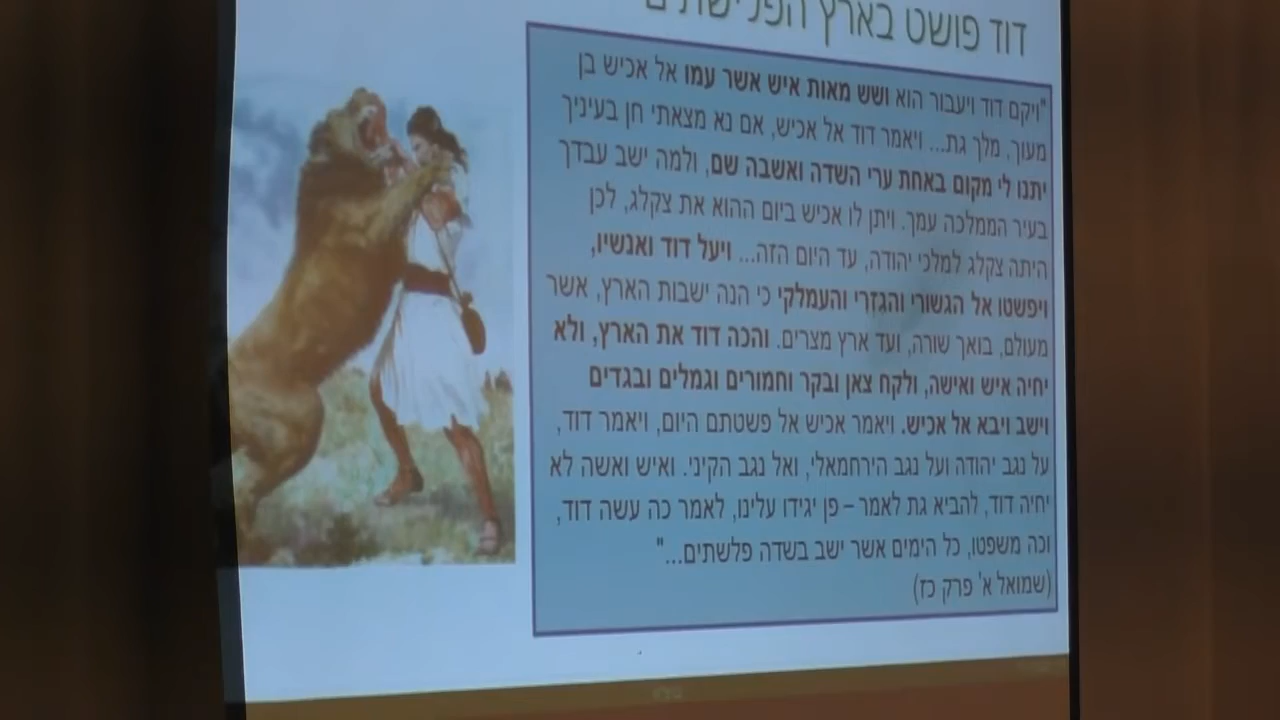 דוד פושט בארץ הפלישתים
"ויקם דוד ויעבור הוא ושש מאות איש אשר עמו אל אכיש בן
מעוך, מלך גת... ויאמר דוד אל אכיש, אם נא מצאתי חן בעיניך
יתנו לי מקום באחת ערי השדה ואשבה שם, ולמה ישב עבדך
בעיר הממלכה עמך. ויתן לו אכיש ביום ההוא את צקלג, לכן
היתה צקלג למלכי יהודה, עד היום הזה... ויעל דוד ואנשיו,
ויפשטו אל הגשורי והגזרי והעמלקי כי הנה ישבות הארץ, אשר
מעולם, בואך שורה, ועד ארץ מצרים. והכה דוד את הארץ, ולא
יחיה איש ואישה, ולקח צאן ובקר וחמורים וגמלים ובגדים
וישב ויבא אל אכיש. ויאמר אכיש אל פשטתם היום, ויאמר דוד,
על נגב יהודה ועל נגב הירחמאלי, ואל נגב הקיני. ואיש ואשה לא
יחיה דוד, להביא גת לאמר – פן יגידו עלינו, לאמר כה עשה דוד,
וכה משפטו, כל הימים אשר ישב בשדה פלשתים..."
(שמואל א' פרק כז)